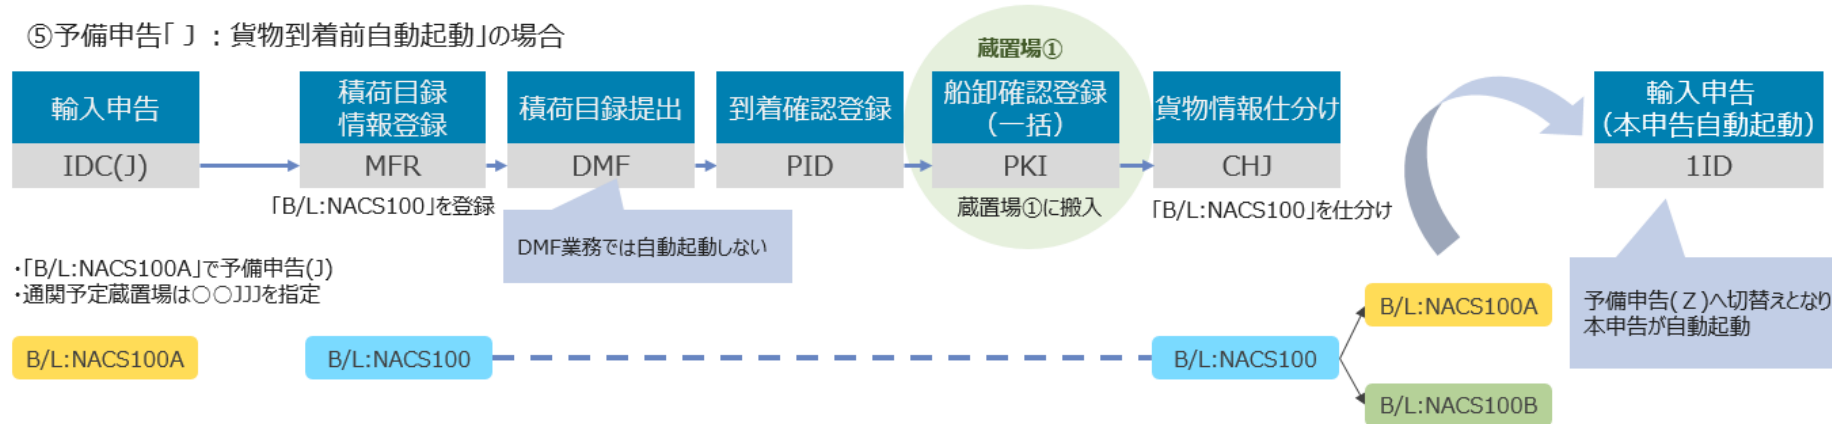 ⑤予備申告「J：貨物到着前自動起動」の場合
蔵置場①
輸入申告
IDC(J)
積荷目録
情報登録
MFR
積荷目録提出
DMF
到着確認登録
PID
船卸確認登録
（一括）
PKI
貨物情報仕分け
CHJ
輸入申告
（本申告自動起動）
1ID
「B/L:NACS100」を登録
蔵置場①に搬入
「B/L:NACS100」を仕分け
DMF業務では自動起動しない
・「B/L:NACS100A」で予備申告(J)
・通関予定蔵置場は○○JJJを指定
予備申告(Z)へ切替えとなり
本申告が自動起動
B/L:NACS100A
B/L:NACS100
B/L:NACS100
B/L:NACS100A
B/L:NACS100B